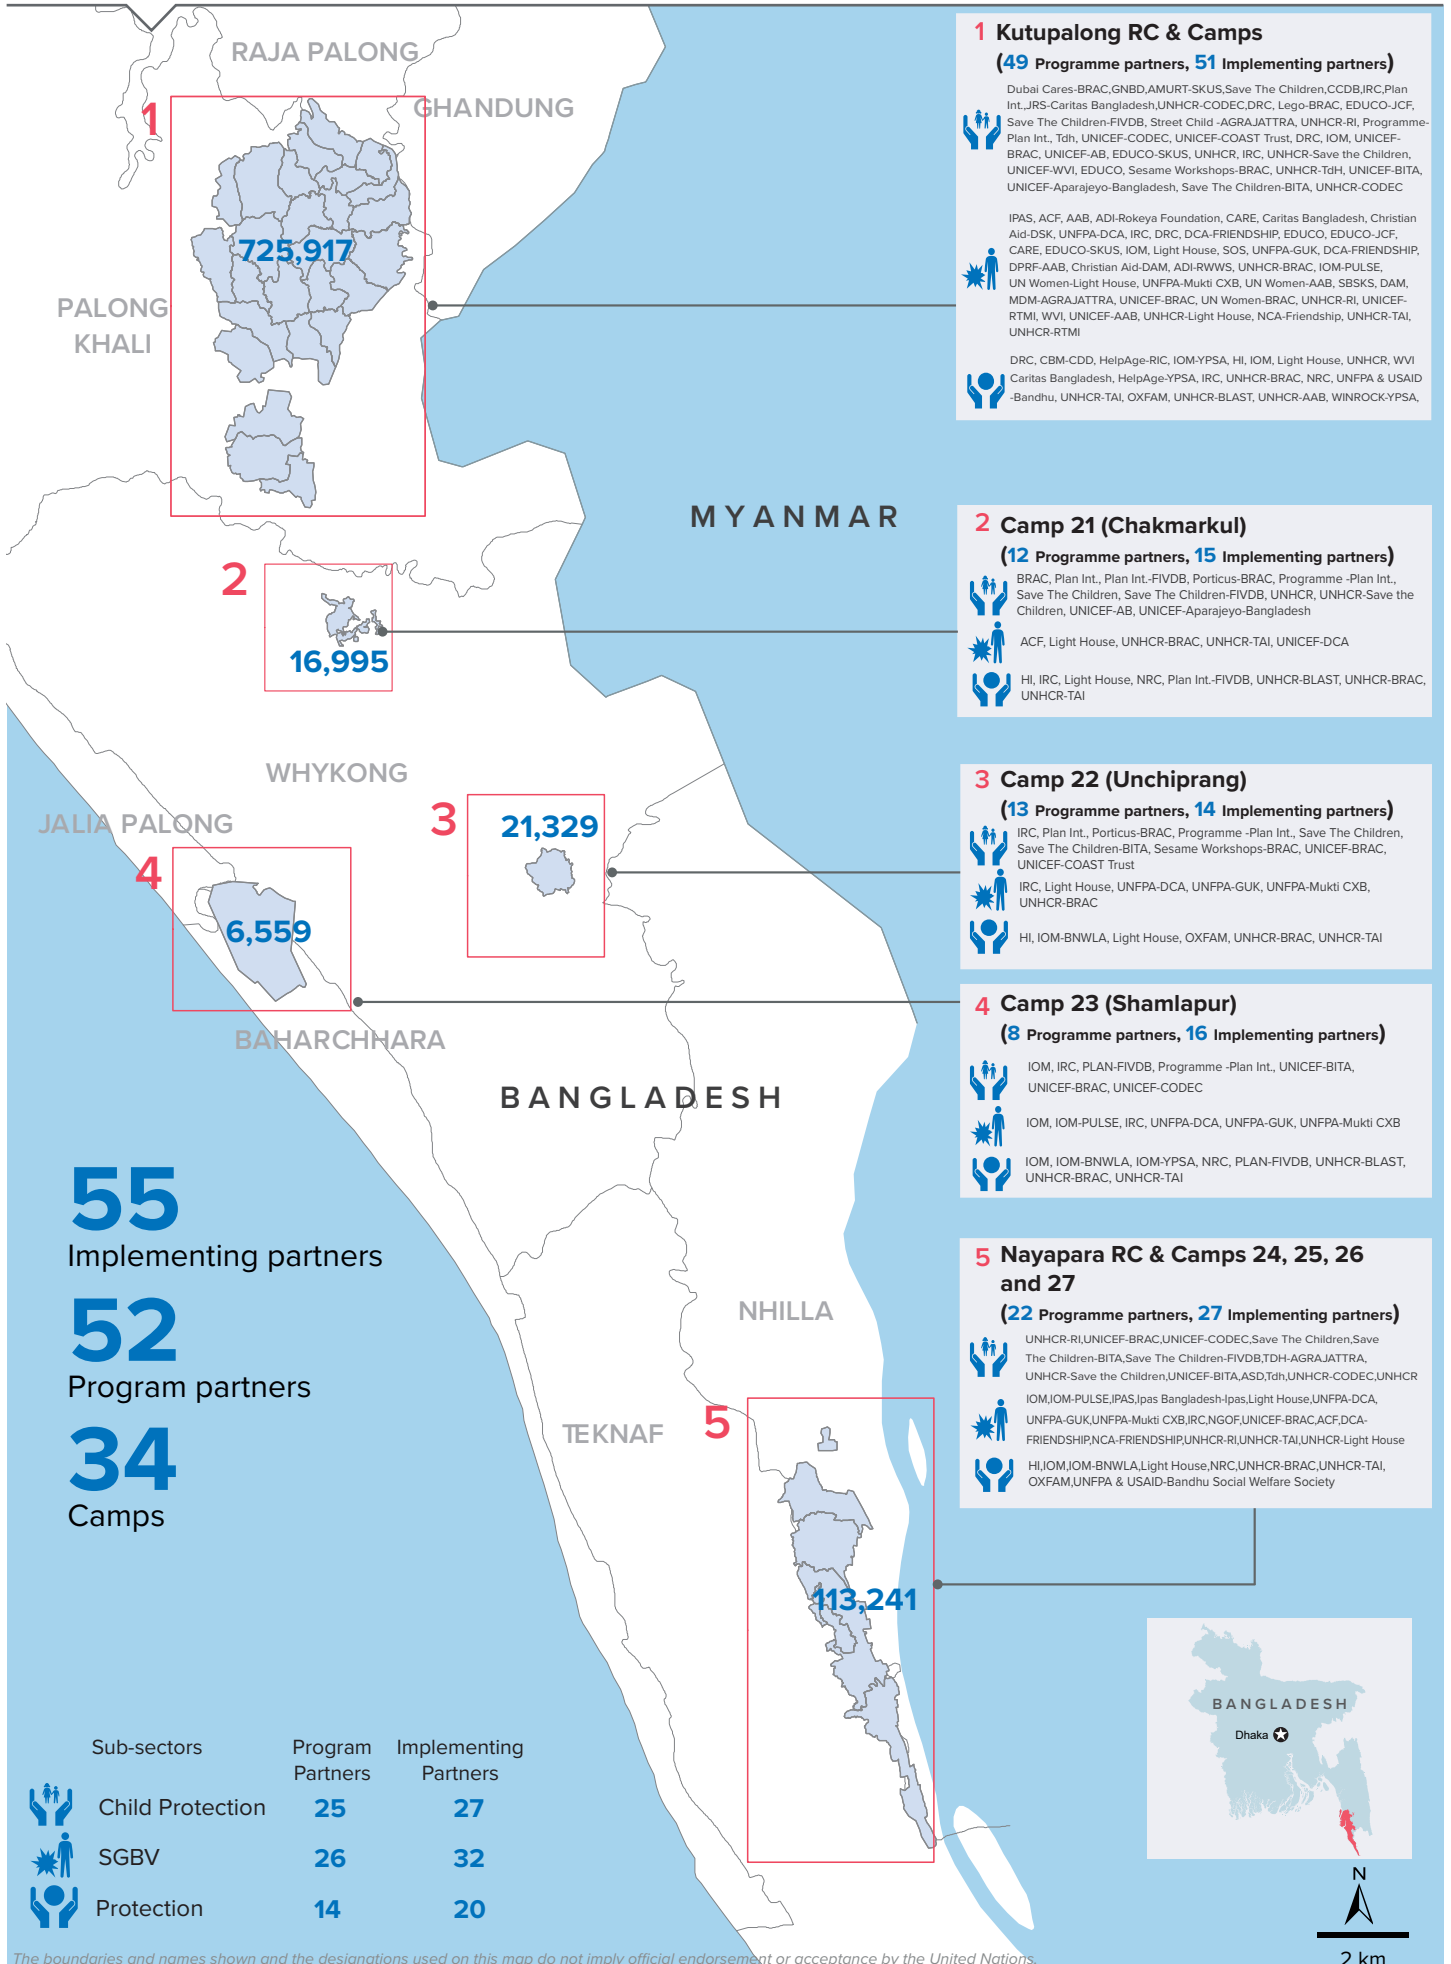 RAJA PALONG
GHANDUNG
1
725,917
PALONG
KHALI
MYANMAR
2
16,995
WHYKONG
JALIA PALONG
3
21,329
4
6,559
BAHARCHHARA
BANGLADESH
NHILLA
TEKNAF
5
113,241
1 Kutupalong RC & Camps
(49 Programme partners, 51 Implementing partners)
Dubai Cares-BRAC,GNBD,AMURT-SKUS,Save The Children,CCDB,IRC,Plan
Int.,JRS-Caritas Bangladesh,UNHCR-CODEC,DRC, Lego-BRAC, EDUCO-JCF,
Save The Children-FIVDB, Street Child -AGRAJATTRA, UNHCR-RI, Programme-
Plan Int., Tdh, UNICEF-CODEC, UNICEF-COAST Trust, DRC, IOM, UNICEF-
BRAC, UNICEF-AB, EDUCO-SKUS, UNHCR, IRC, UNHCR-Save the Children,
UNICEF-WVI, EDUCO, Sesame Workshops-BRAC, UNHCR-TdH, UNICEF-BITA,
UNICEF-Aparajeyo-Bangladesh, Save The Children-BITA, UNHCR-CODEC
IPAS, ACF, AAB, ADI-Rokeya Foundation, CARE, Caritas Bangladesh, Christian
Aid-DSK, UNFPA-DCA, IRC, DRC, DCA-FRIENDSHIP, EDUCO, EDUCO-JCF,
CARE, EDUCO-SKUS, IOM, Light House, SOS, UNFPA-GUK, DCA-FRIENDSHIP,
DPRF-AAB, Christian Aid-DAM, ADI-RWWS, UNHCR-BRAC, IOM-PULSE,
UN Women-Light House, UNFPA-Mukti CXB, UN Women-AAB, SBSKS, DAM,
MDM-AGRAJATTRA, UNICEF-BRAC, UN Women-BRAC, UNHCR-RI, UNICEF-
RTMI, WVI, UNICEF-AAB, UNHCR-Light House, NCA-Friendship, UNHCR-TAI,
UNHCR-RTMI
DRC, CBM-CDD, HelpAge-RIC, IOM-YPSA, HI, IOM, Light House, UNHCR, WVI
Caritas Bangladesh, HelpAge-YPSA, IRC, UNHCR-BRAC, NRC, UNFPA & USAID
-Bandhu, UNHCR-TAI, OXFAM, UNHCR-BLAST, UNHCR-AAB, WINROCK-YPSA,
2 Camp 21 (Chakmarkul)
(12 Programme partners, 15 Implementing partners)
BRAC, Plan Int., Plan Int.-FIVDB, Porticus-BRAC, Programme -Plan Int.,
Save The Children, Save The Children-FIVDB, UNHCR, UNHCR-Save the
Children, UNICEF-AB, UNICEF-Aparajeyo-Bangladesh
ACF, Light House, UNHCR-BRAC, UNHCR-TAI, UNICEF-DCA
HI, IRC, Light House, NRC, Plan Int.-FIVDB, UNHCR-BLAST, UNHCR-BRAC,
UNHCR-TAI
3 Camp 22 (Unchiprang)
(13 Programme partners, 14 Implementing partners)
IRC, Plan Int., Porticus-BRAC, Programme -Plan Int., Save The Children,
Save The Children-BITA, Sesame Workshops-BRAC, UNICEF-BRAC,
UNICEF-COAST Trust
IRC, Light House, UNFPA-DCA, UNFPA-GUK, UNFPA-Mukti CXB,
UNHCR-BRAC
HI, IOM-BNWLA, Light House, OXFAM, UNHCR-BRAC, UNHCR-TAI
4 Camp 23 (Shamlapur)
(8 Programme partners, 16 Implementing partners)
IOM, IRC, PLAN-FIVDB, Programme -Plan Int., UNICEF-BITA,
UNICEF-BRAC, UNICEF-CODEC
IOM, IOM-PULSE, IRC, UNFPA-DCA, UNFPA-GUK, UNFPA-Mukti CXB
IOM, IOM-BNWLA, IOM-YPSA, NRC, PLAN-FIVDB, UNHCR-BLAST,
UNHCR-BRAC, UNHCR-TAI
5 Nayapara RC & Camps 24, 25, 26
and 27
(22 Programme partners, 27 Implementing partners)
UNHCR-RI,UNICEF-BRAC,UNICEF-CODEC,Save The Children,Save
The Children-BITA,Save The Children-FIVDB,TDH-AGRAJATTRA,
UNHCR-Save the Children,UNICEF-BITA,ASD,Tdh,UNHCR-CODEC,UNHCR
IOM,IOM-PULSE,IPAS,Ipas Bangladesh-Ipas,Light House,UNFPA-DCA,
UNFPA-GUK,UNFPA-Mukti CXB,IRC,NGOF,UNICEF-BRAC,ACF,DCA-
FRIENDSHIP,NCA-FRIENDSHIP,UNHCR-RI,UNHCR-TAI,UNHCR-Light House
HI,IOM,IOM-BNWLA,Light House,NRC,UNHCR-BRAC,UNHCR-TAI,
OXFAM,UNFPA & USAID-Bandhu Social Welfare Society
55
Implementing partners
52
Program partners
34
Camps
Sub-sectors Program Implementing
Partners Partners
Child Protection 25 27
SGBV 26 32
Protection 14 20
BANGLADESH
Dhaka
N
2 km
The boundaries and names shown and the designations used on this map do not imply official endorsement or acceptance by the United Nations.